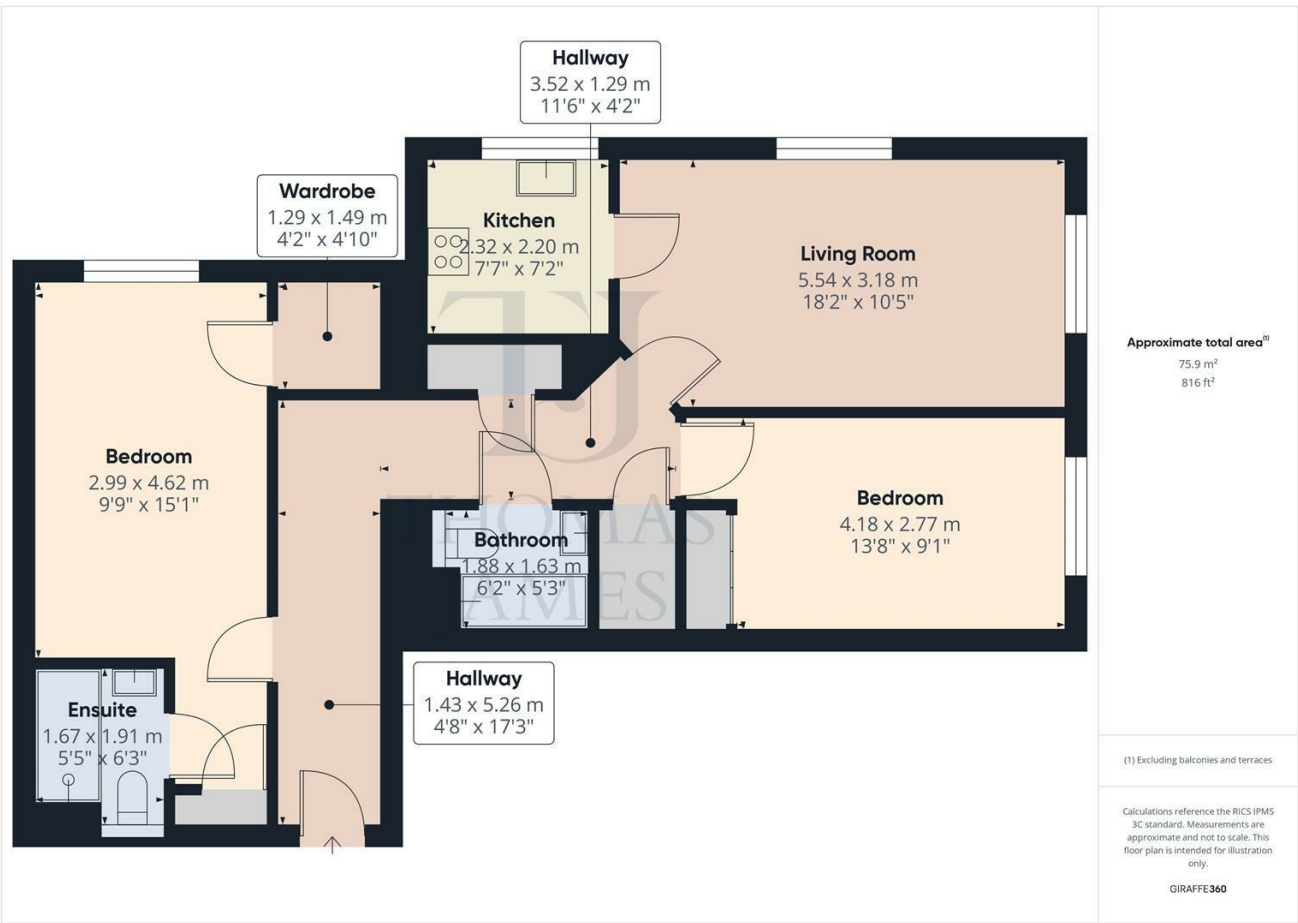 Hallway
3.52 x 1.29 m
11'6" x 4'2"
Wardrobe
1.29 x 1.49 m
4'2" x 4'10"
Kitchen
2.32 x 2.20 m
7'7" x 7'2"
Living Room
5.54 x 3.18 m
18'2" x 10'5"
Bedroom
2.99 x 4.62 m
9'9" x 15'1"
Bedroom
4.18 x 2.77 m
13'8" x 9'1"
Bathroom
1.88 x 1.63 m
6'2" x 5'3"
Ensuite
1.67 x 1.91 m
5'5" x 6'3"
Hallway
1.43 x 5.26 m
4'8" x 17'3"
TJ
THOMAS
JAMES
Approximate total area(1)
75.9 m²
816 ft²
(1) Excluding balconies and terraces
Calculations reference the RICS IPMS
3C standard. Measurements are
approximate and not to scale. This
floor plan is intended for illustration
only.
GIRAFFE360